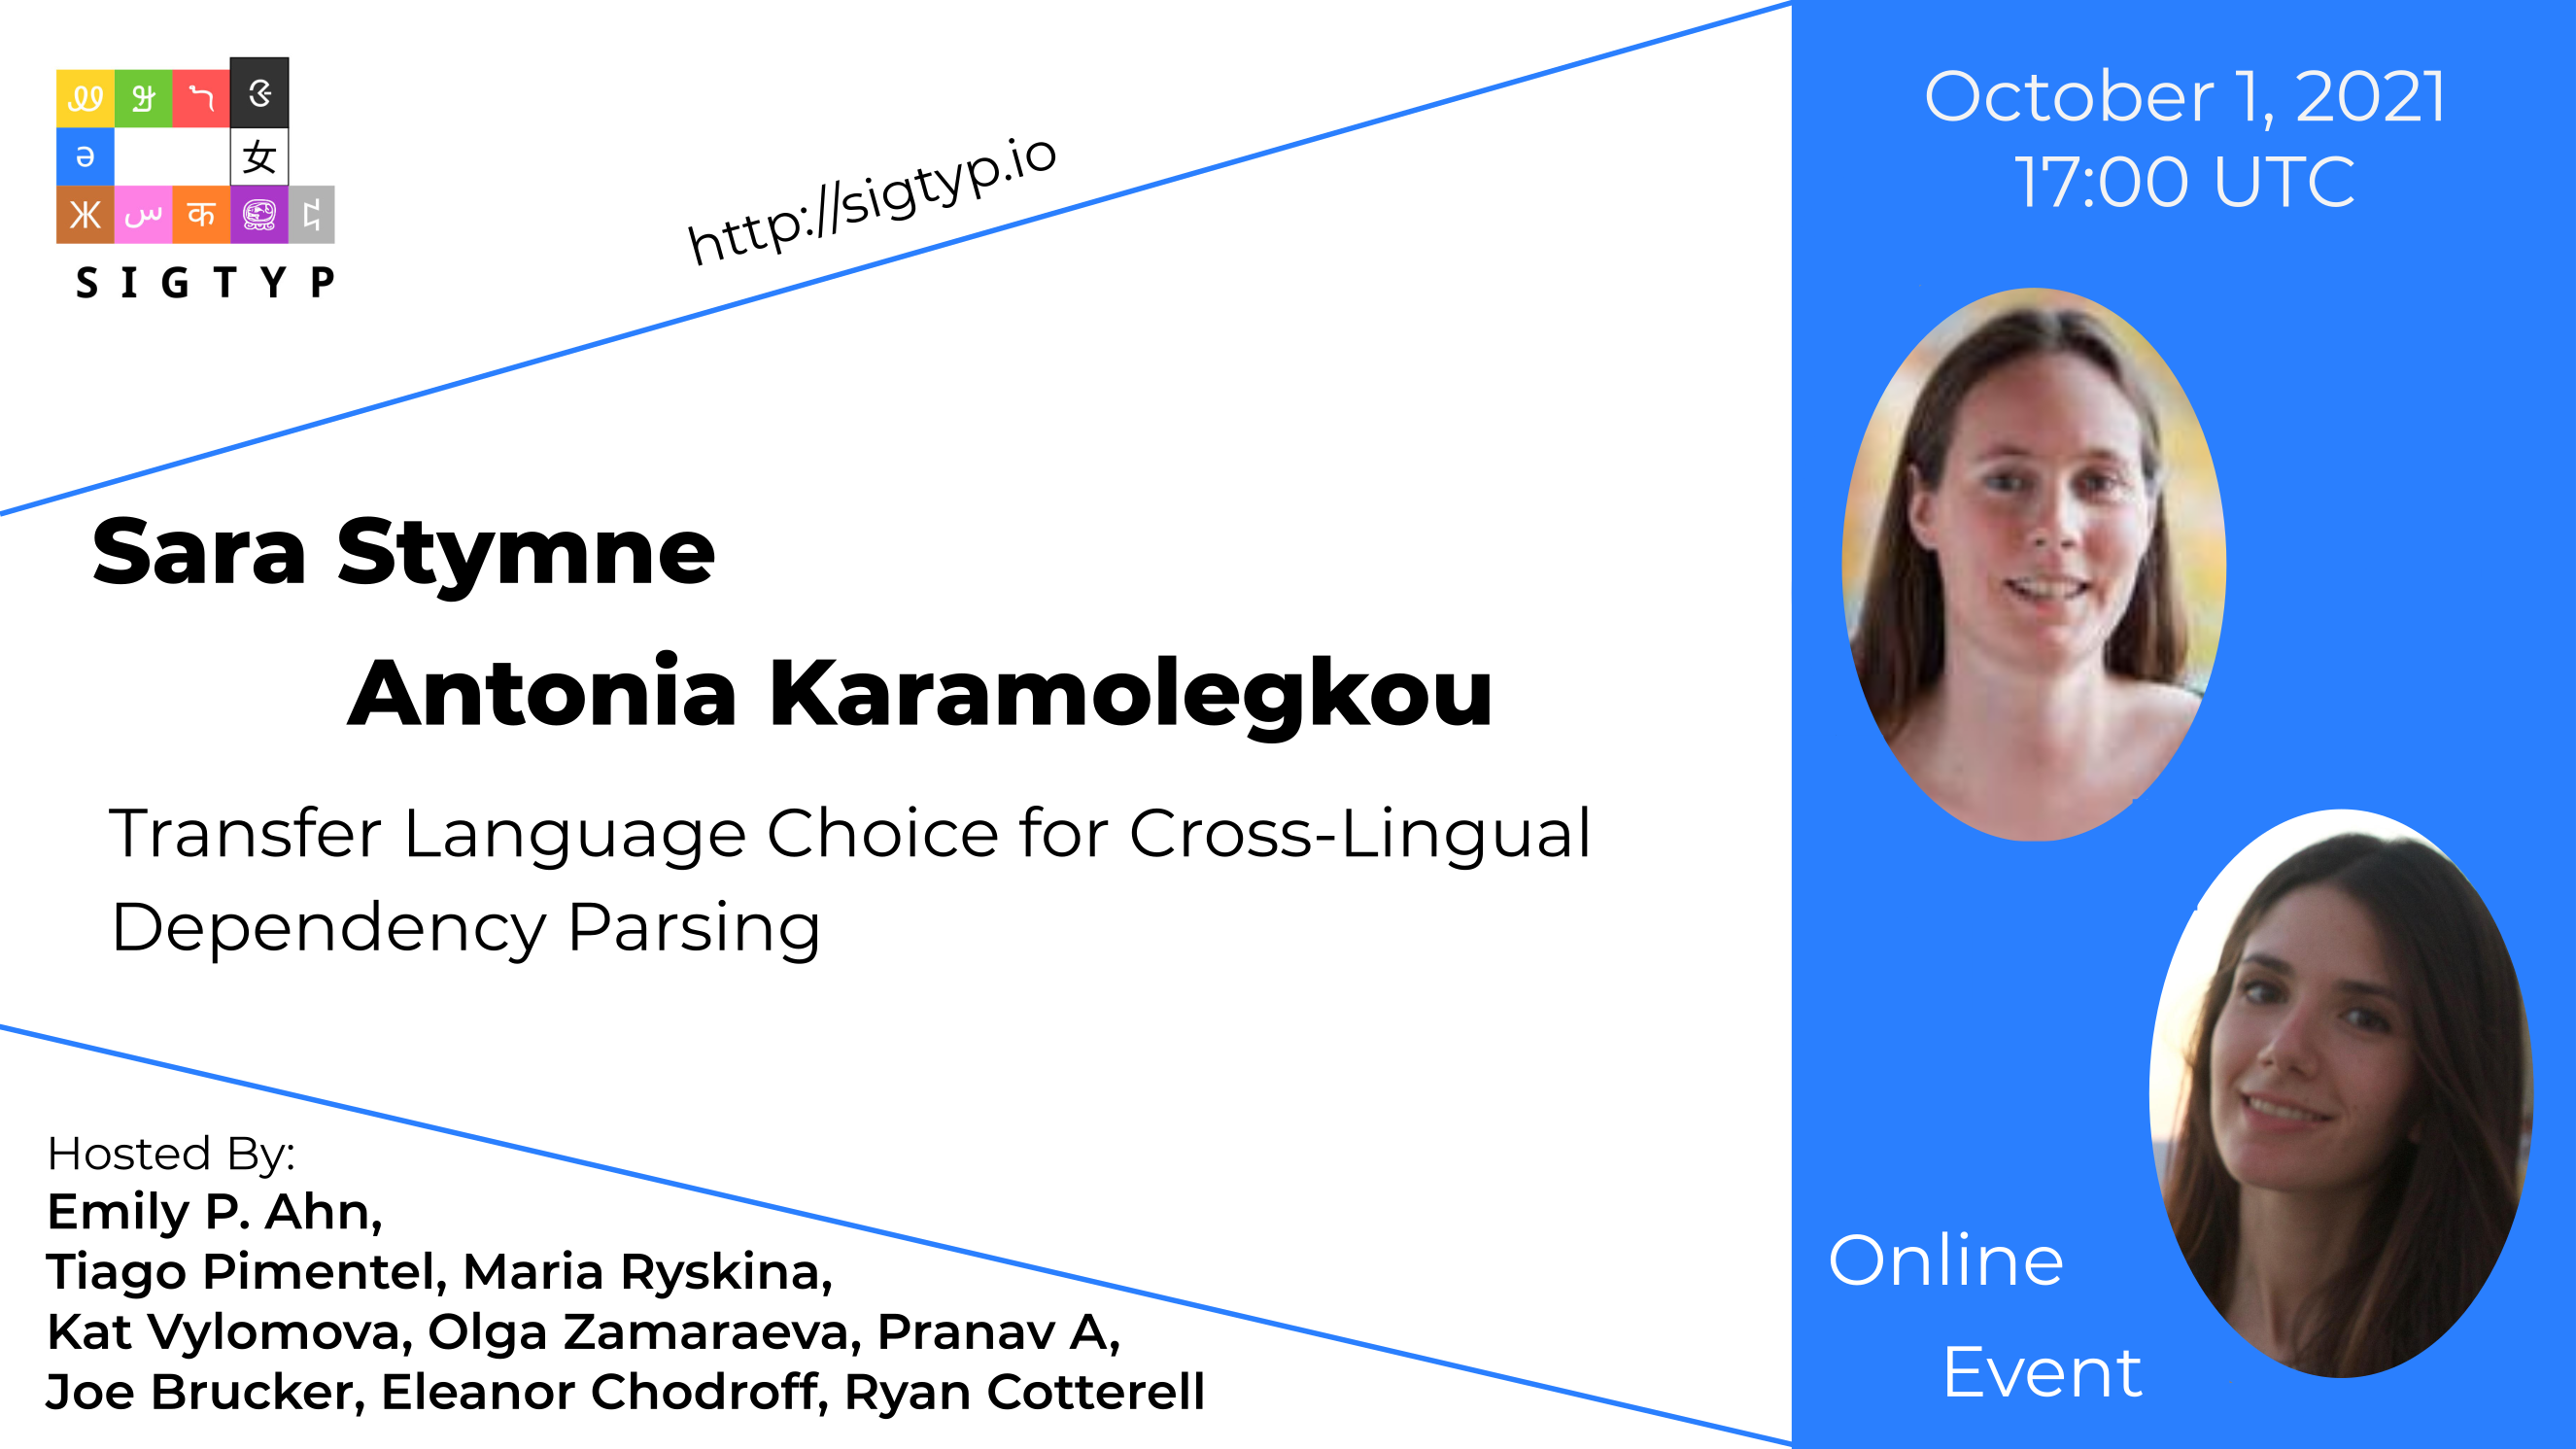 ə
女
Ж س क
S I G T Y P
http://sigtyp.io
October 1, 2021
17:00 UTC
Sara Stymne
Antonia Karamolegkou
Transfer Language Choice for Cross-Lingual
Dependency Parsing
Hosted By:
Emily P. Ahn,
Tiago Pimentel, Maria Ryskina,
Kat Vylomova, Olga Zamaraeva, Pranav A,
Joe Brucker, Eleanor Chodroff, Ryan Cotterell
Online
Event